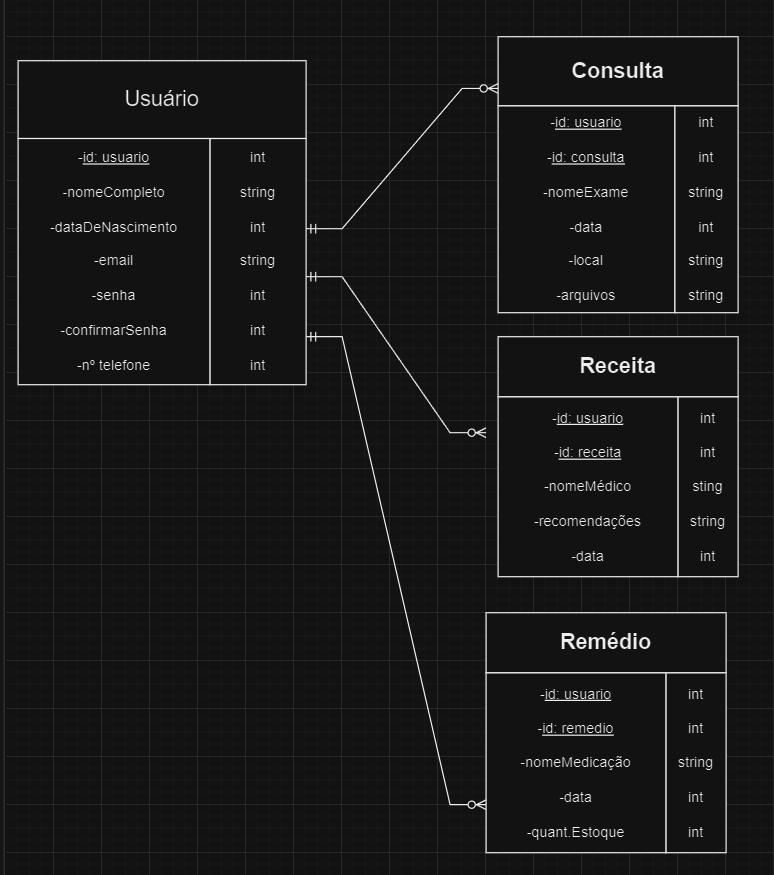 Usuário
-id: usuario int
-nomeCompleto string
-dataDeNascimento int
-email string
-senha int
-confirmarSenha int
-nº telefone int
Consulta
-id: usuario int
-id: consulta int
-nomeExame string
-data int
-local string
-arquivos string
Receita
-id: usuario int
-id: receita int
-nomeMédico sting
-recomendações string
-data int
Remédio
-id: usuario int
-id: remedio int
-nomeMedicação string
-data int
-quant.Estoque int